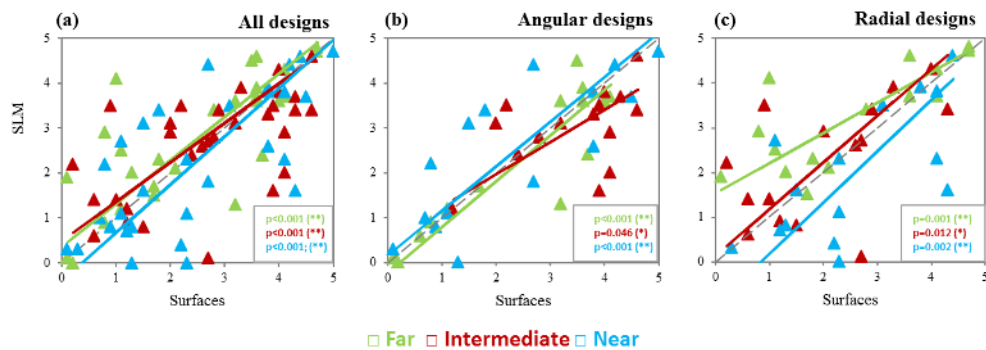 (a) All designs
(b) Angular designs
(c) Radial designs
SLM
5
4
3
2
1
0
0 1 2 3 4 5
p<0.001 (**)
p<0.001 (**)
p<0.001; (**)
Surfaces
5
4
3
2
1
0
0 1 2 3 4 5
p<0.001 (**)
p=0.046 (*)
p<0.001 (**)
Surfaces
5
4
3
2
1
0
0 1 2 3 4 5
p=0.001 (**)
p=0.012 (*)
p=0.002 (**)
Surfaces
Far Intermediate Near